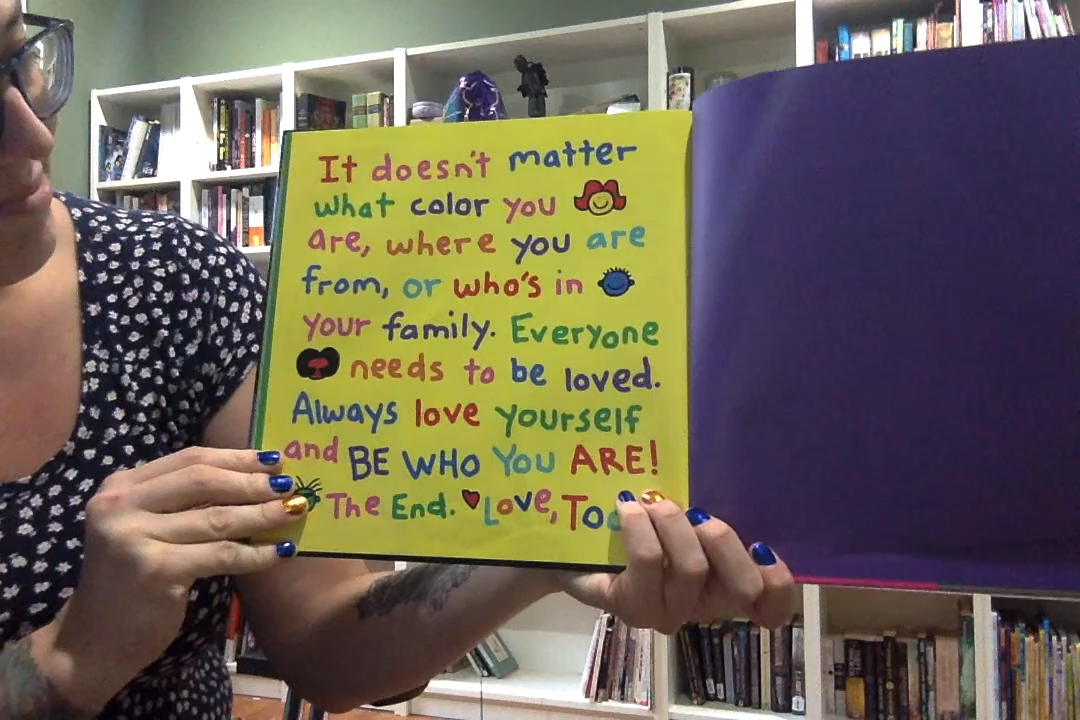 It doesn't matter
what color you
are, where you are
from, or who's in
your family. Everyone
needs to be loved.
Always love yourself
and BE WHO YOU ARE!
The End. Love,